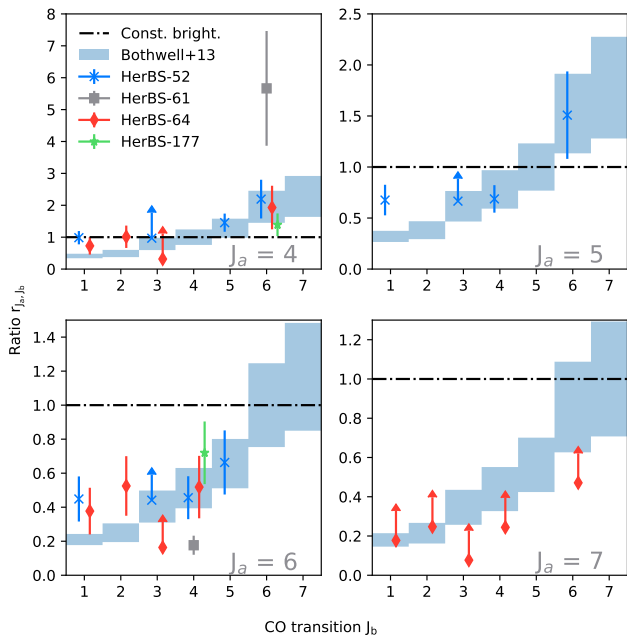 Const. bright.
Bothwell+13
HerBS-52
HerBS-61
HerBS-64
HerBS-177
9
8
7
6
5
4
3
2
1
0
1 2 3 4 5 6 7
J_a = 4
2.5
2.0
1.5
1.0
0.5
0.0
1 2 3 4 5 6 7
J_a = 5
Ratio r_{J_a, J_b}
1.4
1.2
1.0
0.8
0.6
0.4
0.2
0.0
1 2 3 4 5 6 7
J_a = 6
1.2
1.0
0.8
0.6
0.4
0.2
0.0
1 2 3 4 5 6 7
J_a = 7
CO transition J_b